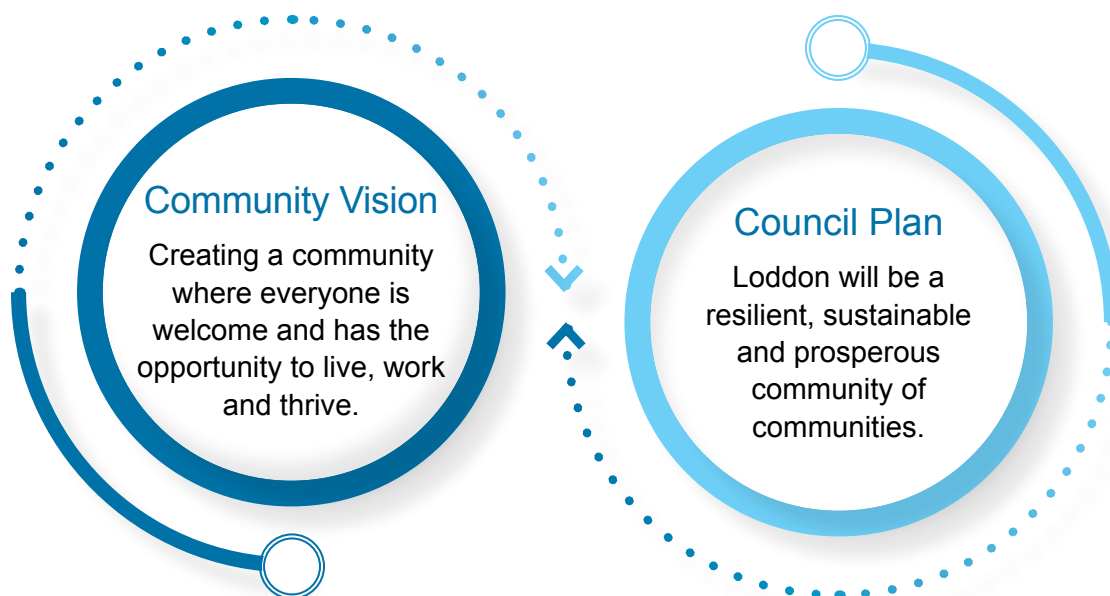 Community Vision
Creating a community
where everyone is
welcome and has the
opportunity to live, work
and thrive.
Council Plan
Loddon will be a
resilient, sustainable
and prosperous
community of
communities.